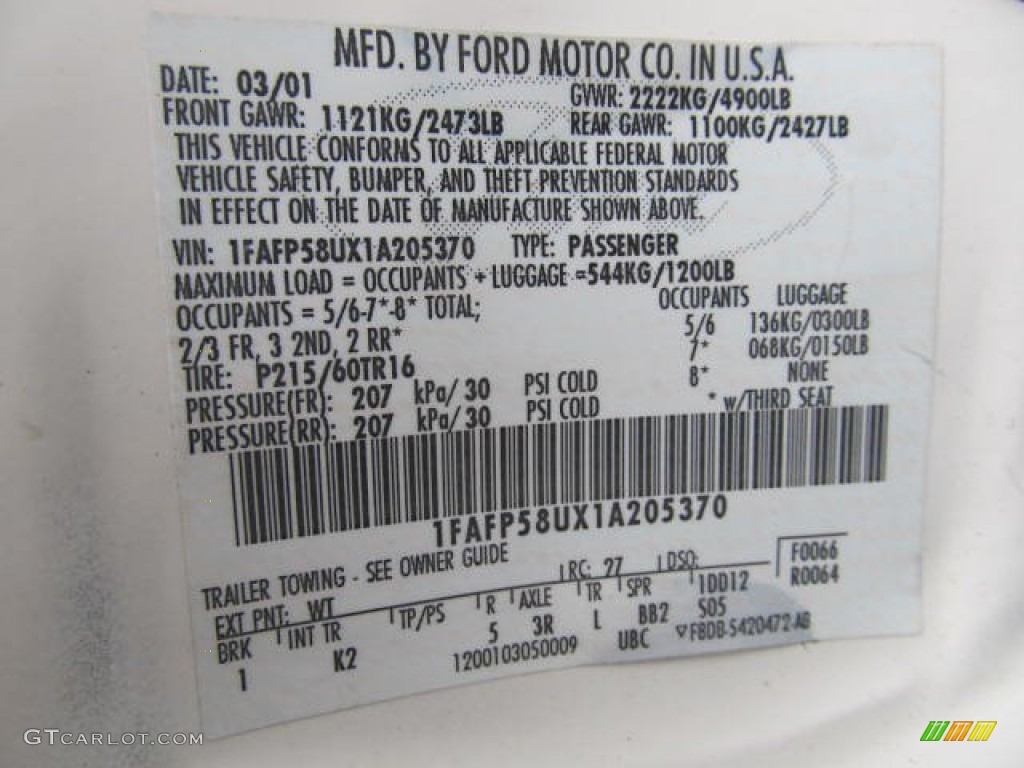 MFD. BY FORD MOTOR CO. IN U.S.A.
DATE: 03/01 GVWR: 2222KG/4900LB
FRONT GAWR: 1121KG/2473LB REAR GAWR: 1100KG/2427LB
THIS VEHICLE CONFORMS TO ALL APPLICABLE FEDERAL MOTOR
VEHICLE SAFETY, BUMPER, AND THEFT PREVENTION STANDARDS
IN EFFECT ON THE DATE OF MANUFACTURE SHOWN ABOVE.
VIN: 1FAFP58UX1A205370 TYPE: PASSENGER
MAXIMUM LOAD = OCCUPANTS + LUGGAGE =544KG/1200LB
OCCUPANTS = 5/6-7*-8* TOTAL; OCCUPANTS LUGGAGE
2/3 FR, 3 2ND, 2 RR* 5/6 136KG/0300LB
TIRE: P215/60TR16 7* 068KG/0150LB
PRESSURE(FR): 207 kPa/ 30 PSI COLD 8* NONE
PRESSURE(RR): 207 kPa/ 30 PSI COLD * w/THIRD SEAT
1FAFP58UX1A205370
TRAILER TOWING - SEE OWNER GUIDE
EXT PNT: WT RC: 27 DSO: F0066
BRK INT TR TP/PS R AXLE TR SPR 1DD12 R0064
1 K2 5 3R L BB2 S05
1200103050009 UBC ▽F8DB-5420472-AB
GTCARLOT.COM